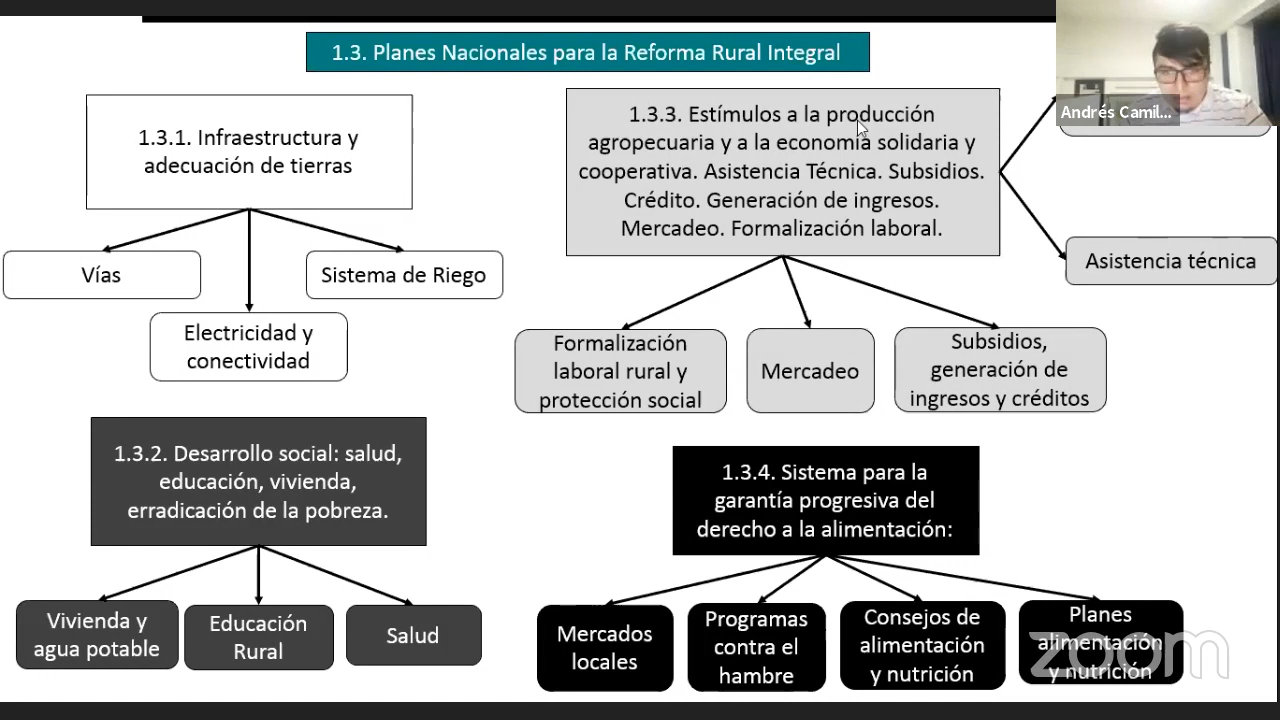 1.3. Planes Nacionales para la Reforma Rural Integral
Andrés Camil...
1.3.1. Infraestructura y
adecuación de tierras
Vías
Sistema de Riego
Electricidad y
conectividad
1.3.3. Estímulos a la producción
agropecuaria y a la economía solidaria y
cooperativa. Asistencia Técnica. Subsidios.
Crédito. Generación de ingresos.
Mercadeo. Formalización laboral.
Asistencia técnica
Formalización
laboral rural y
protección social
Mercadeo
Subsidios,
generación de
ingresos y créditos
1.3.2. Desarrollo social: salud,
educación, vivienda,
erradicación de la pobreza.
Vivienda y
agua potable
Educación
Rural
Salud
1.3.4. Sistema para la
garantía progresiva del
derecho a la alimentación:
Mercados
locales
Programas
contra el
hambre
Consejos de
alimentación
y nutrición
Planes
alimentación
y nutrición
zoom